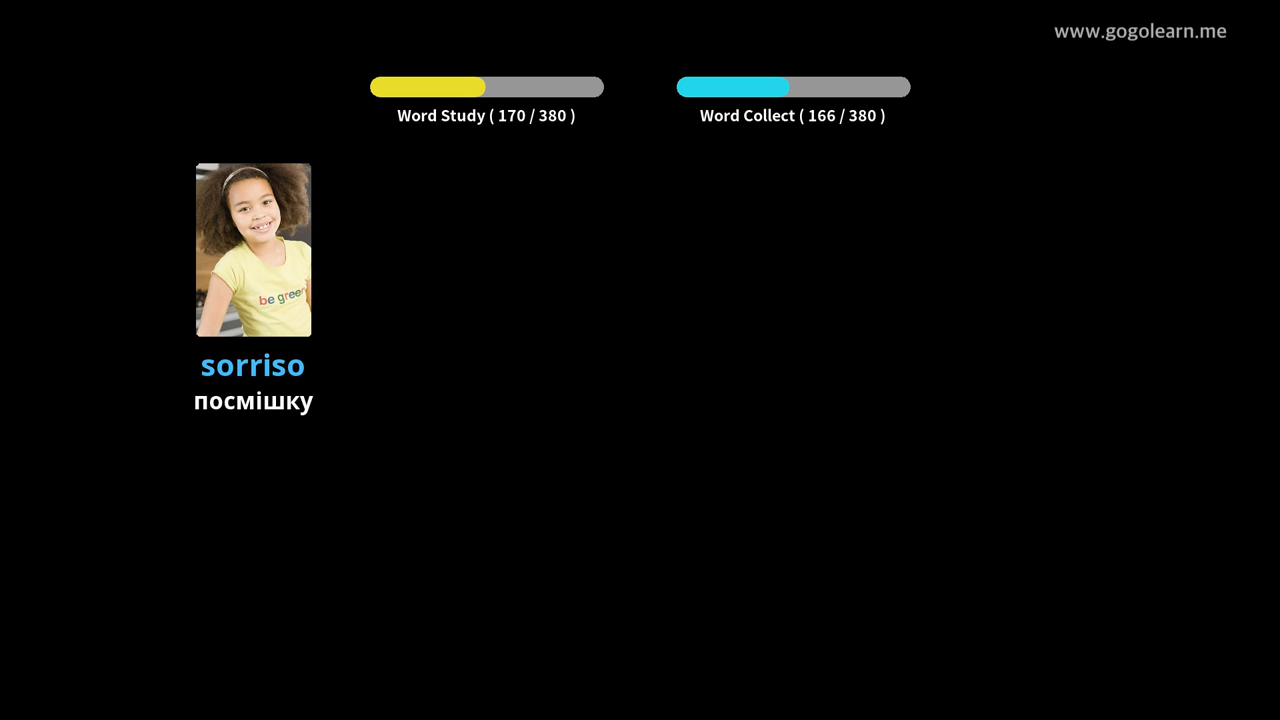 www.gogolearn.me
Word Study ( 170 / 380 )
Word Collect ( 166 / 380 )
be green
sorriso
посмішку